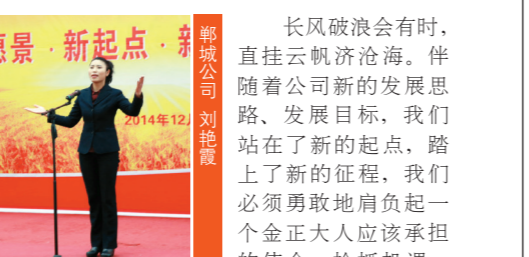 愿景·新起点·新
2014年12月
郸城公司 刘艳霞
长风破浪会有时，
直挂云帆济沧海。伴
随着公司新的发展思
路、发展目标，我们
站在了新的起点，踏
上了新的征程，我们
必须勇敢地肩负起一
个金正大人应该承担